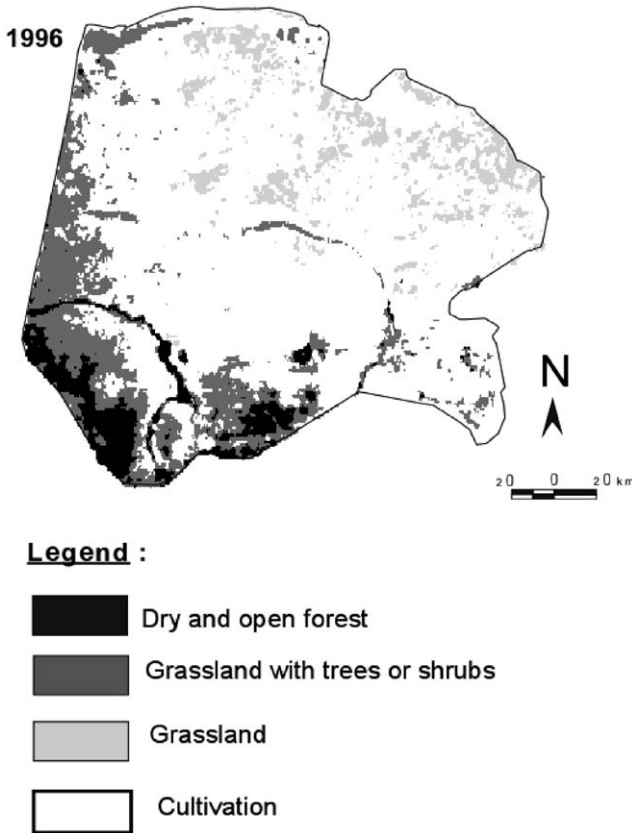 1996
N
20 0 20 km
Legend :
Dry and open forest
Grassland with trees or shrubs
Grassland
Cultivation